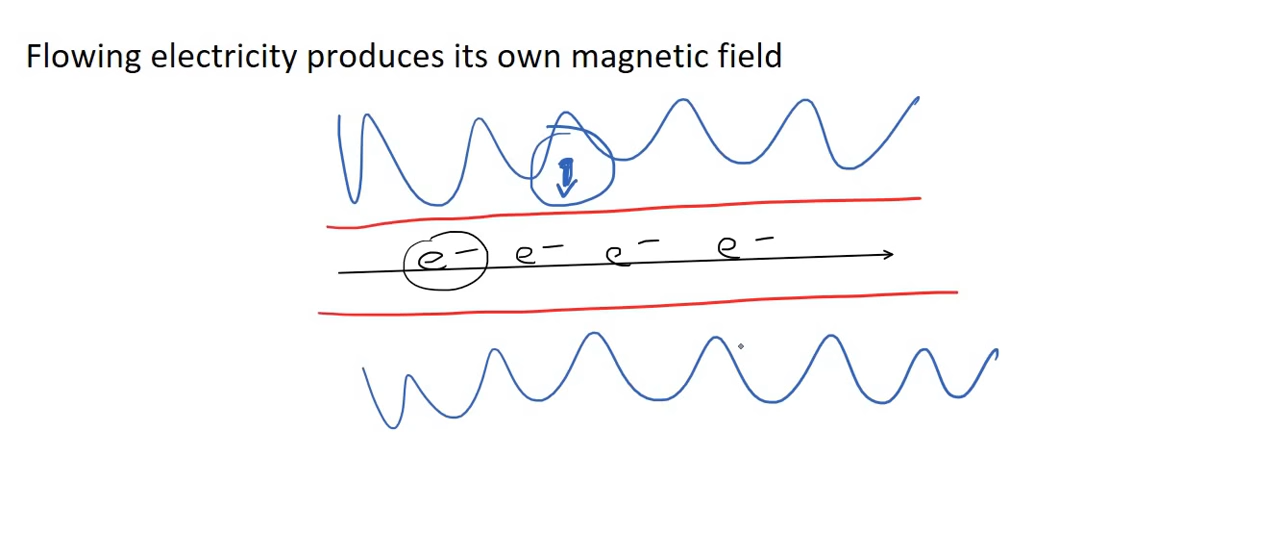 Flowing electricity produces its own magnetic field
e⁻ e⁻ e⁻ e⁻